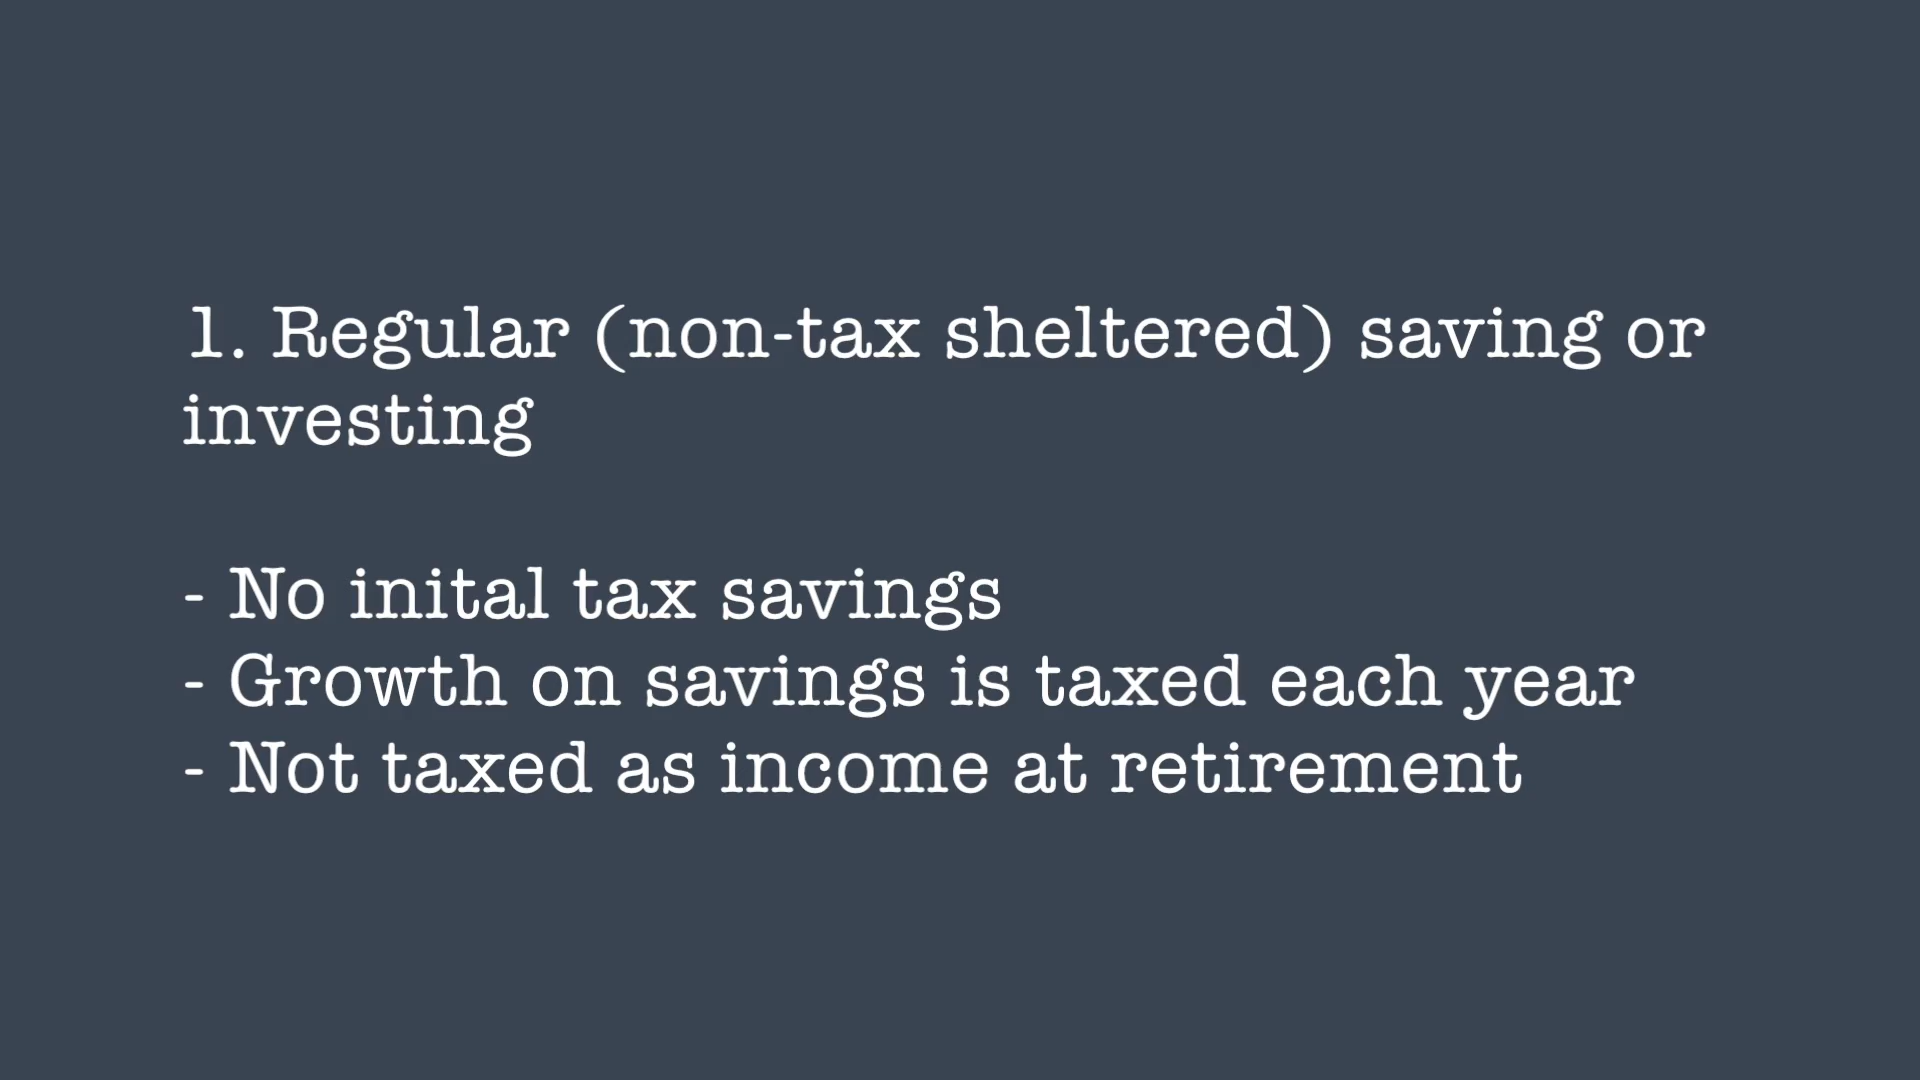 1. Regular (non-tax sheltered) saving or
investing
- No inital tax savings
- Growth on savings is taxed each year
- Not taxed as income at retirement